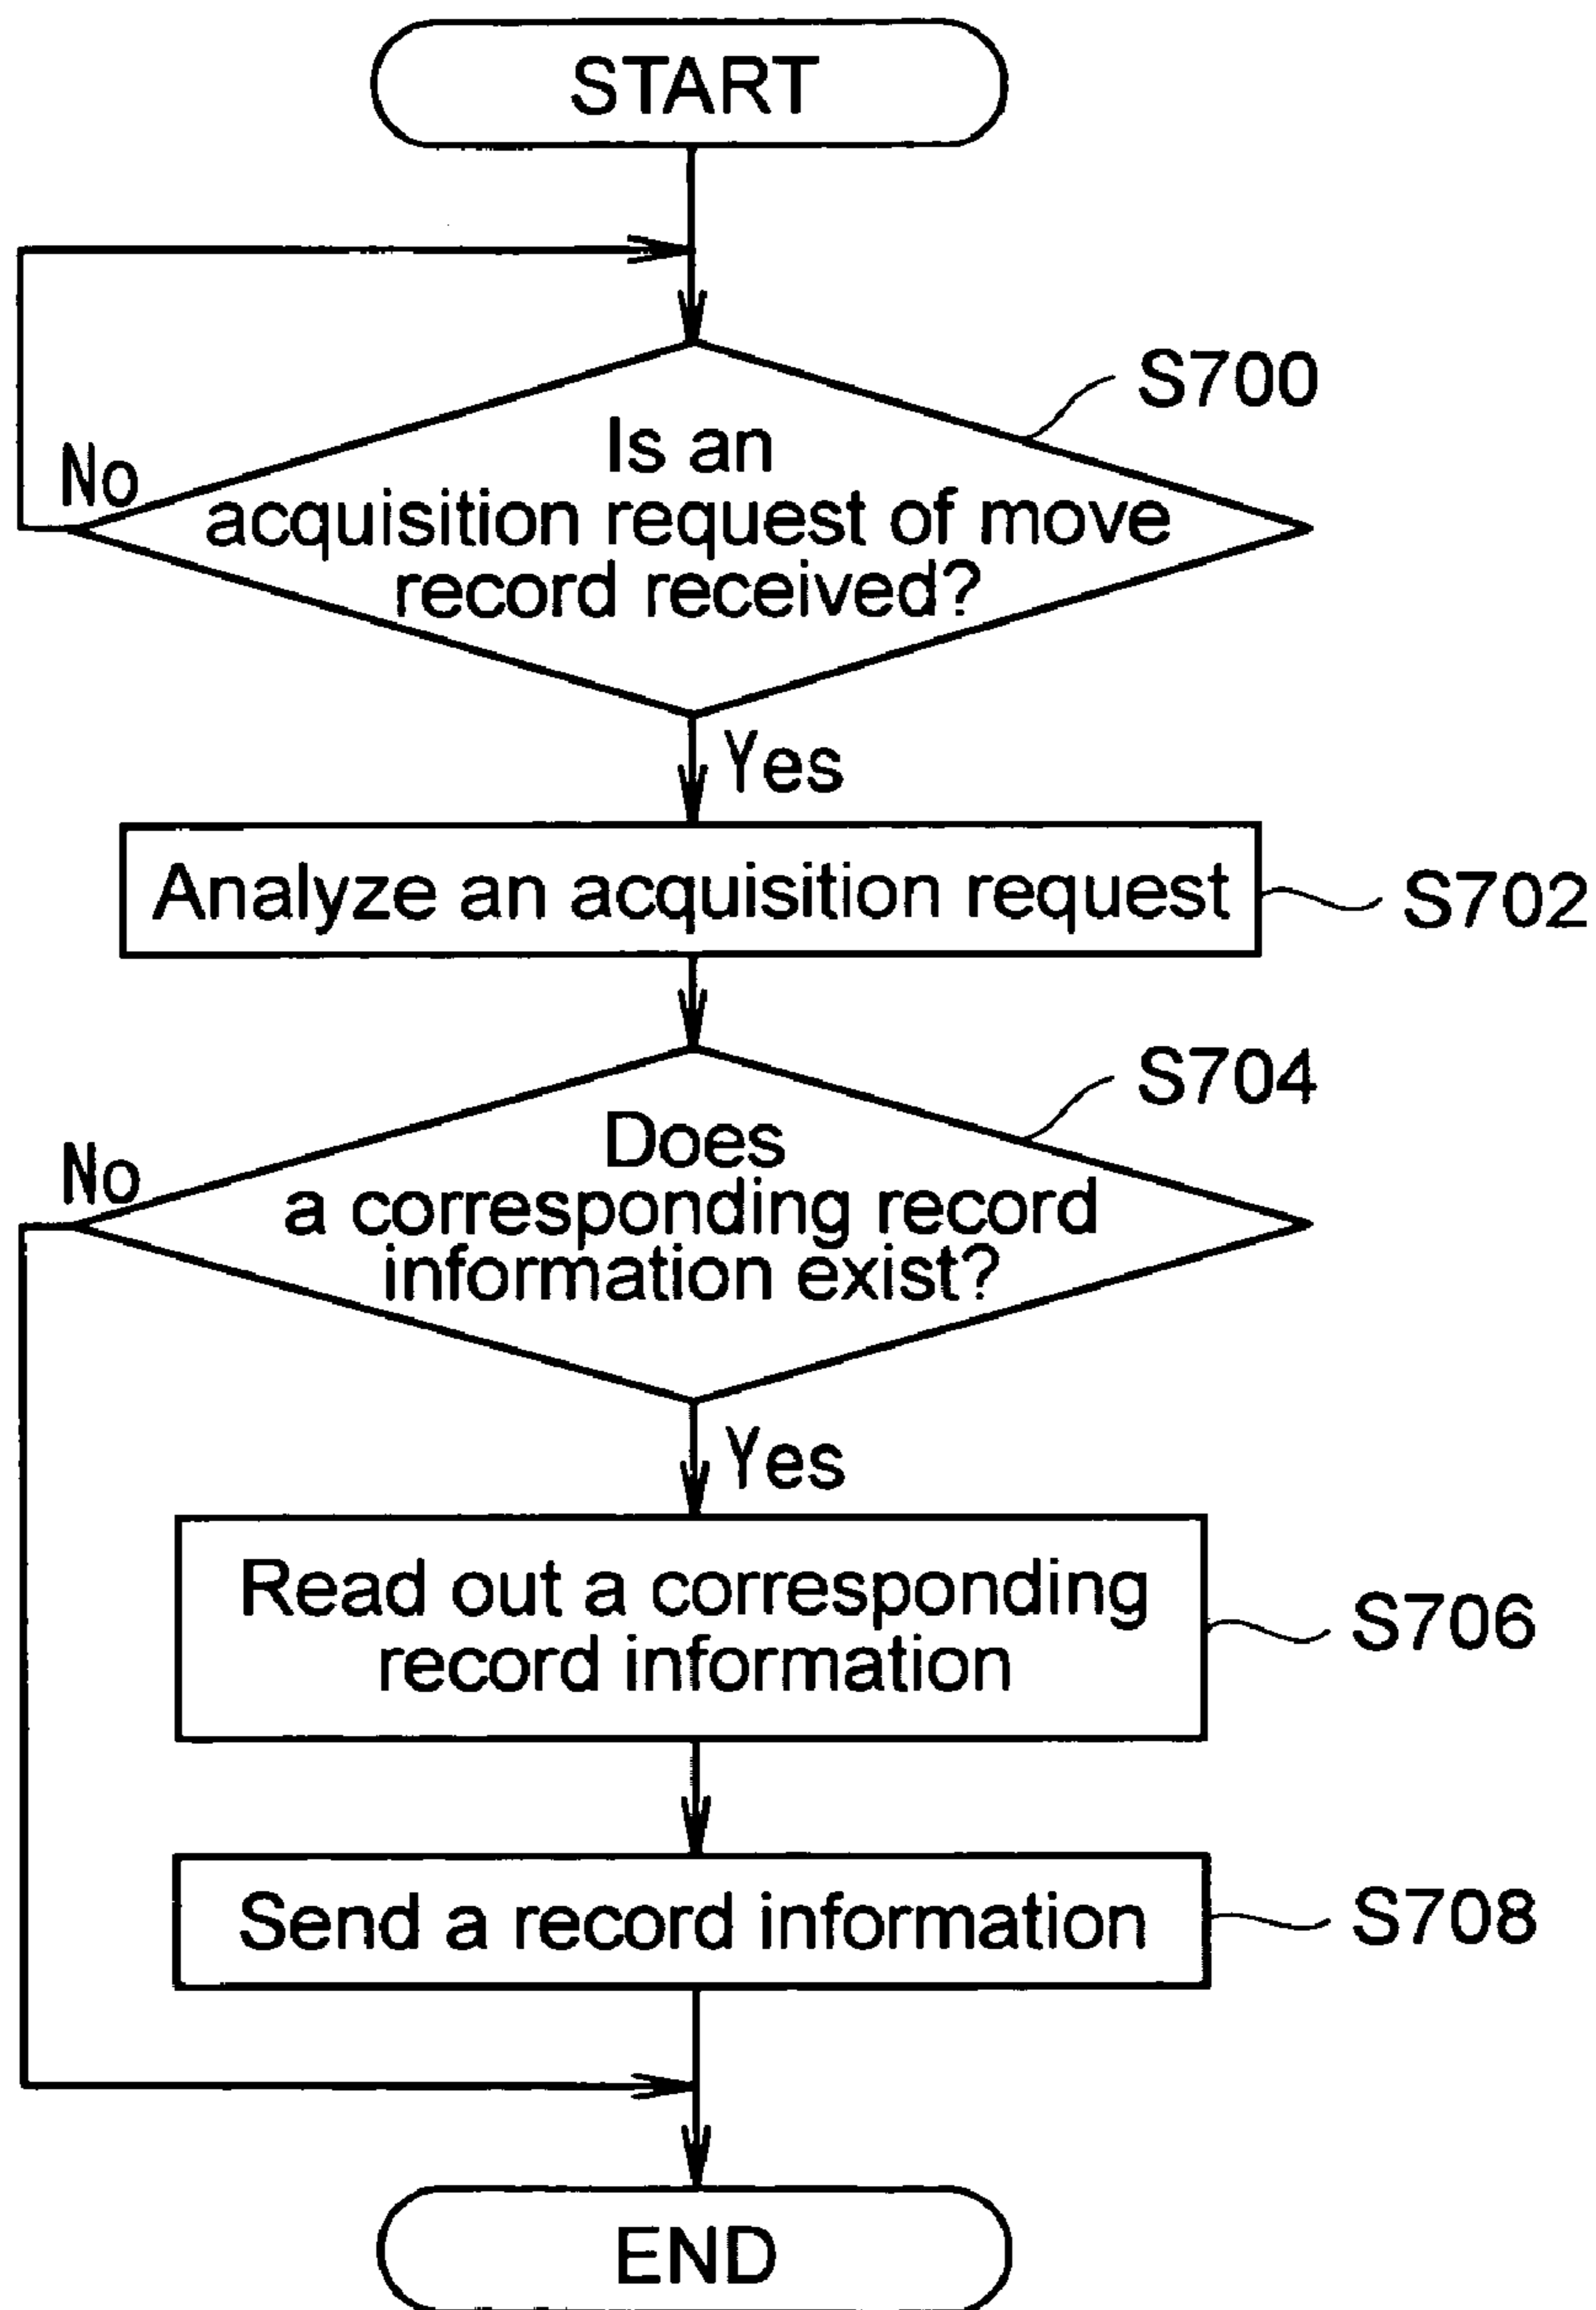 START
S700
Is an
No
acquisition request of move
record received?
Yes
Analyze an acquisition request
S702
S704
Does
No
a corresponding record
information exist?
Yes
Read out a corresponding
record information
S706
Send a record information
S708
END